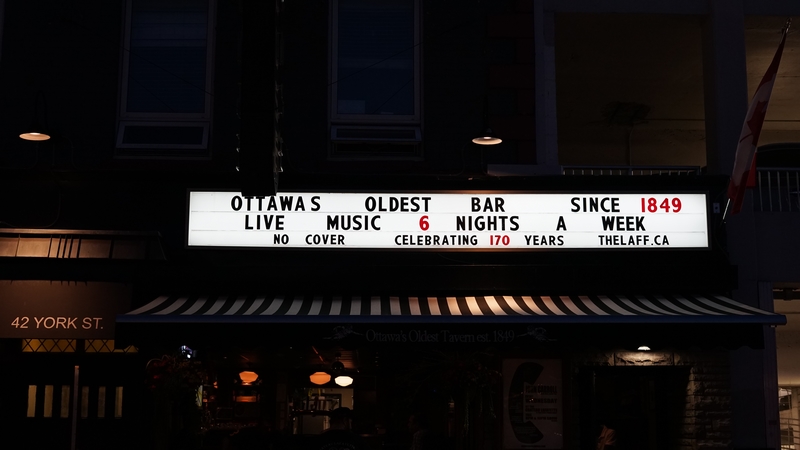 OTTAWAS OLDEST BAR SINCE 1849
LIVE MUSIC 6 NIGHTS A WEEK
NO COVER CELEBRATING 170 YEARS THELAFF.CA
42 YORK ST.
Ottawa's Oldest Tavern est. 1849